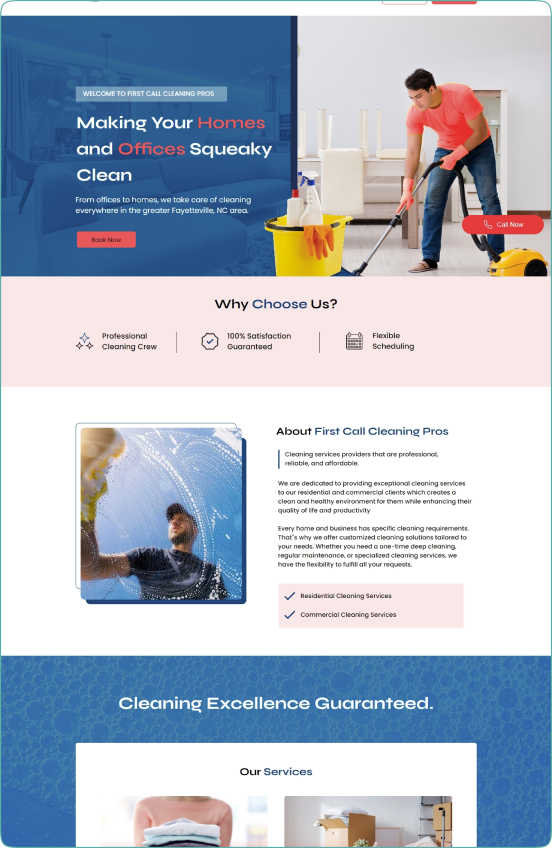 WELCOME TO FIRST CALL CLEANING PROS
Making Your Homes
and Offices Squeaky
Clean
From offices to homes, we take care of cleaning
everywhere in the greater Fayetteville, NC area.
Book Now
Call Now
Why Choose Us?
Professional
Cleaning Crew
100% Satisfaction
Guaranteed
Flexible
Scheduling
About First Call Cleaning Pros
Cleaning services providers that are professional,
reliable, and affordable.
We are dedicated to providing exceptional cleaning services
to our residential and commercial clients which creates a
clean and healthy environment for them while enhancing their
quality of life and productivity
Every home and business has specific cleaning requirements.
That's why we offer customized cleaning solutions tailored to
your needs. Whether you need a one-time deep cleaning,
regular maintenance, or specialized cleaning services, we
have the flexibility to fulfill all your requests.
Residential Cleaning Services
Commercial Cleaning Services
Cleaning Excellence Guaranteed.
Our Services